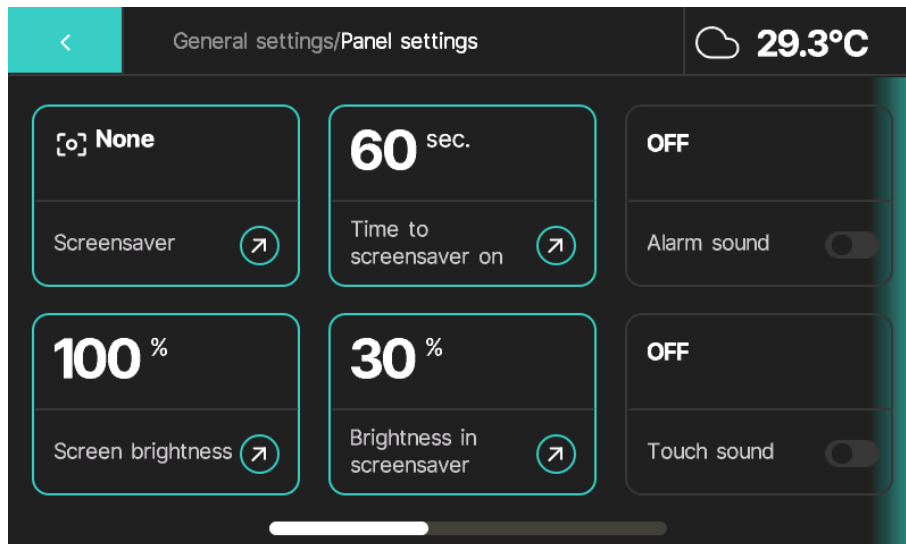 General settings/Panel settings
29.3°C
None
Screensaver
60 sec.
Time to
screensaver on
OFF
Alarm sound
100 %
Screen brightness
30 %
Brightness in
screensaver
OFF
Touch sound